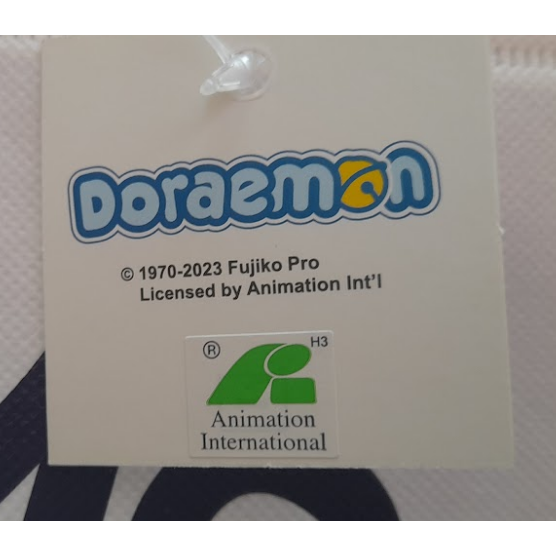 Doraemon
© 1970-2023 Fujiko Pro
Licensed by Animation Int'l
® H3
Animation
International